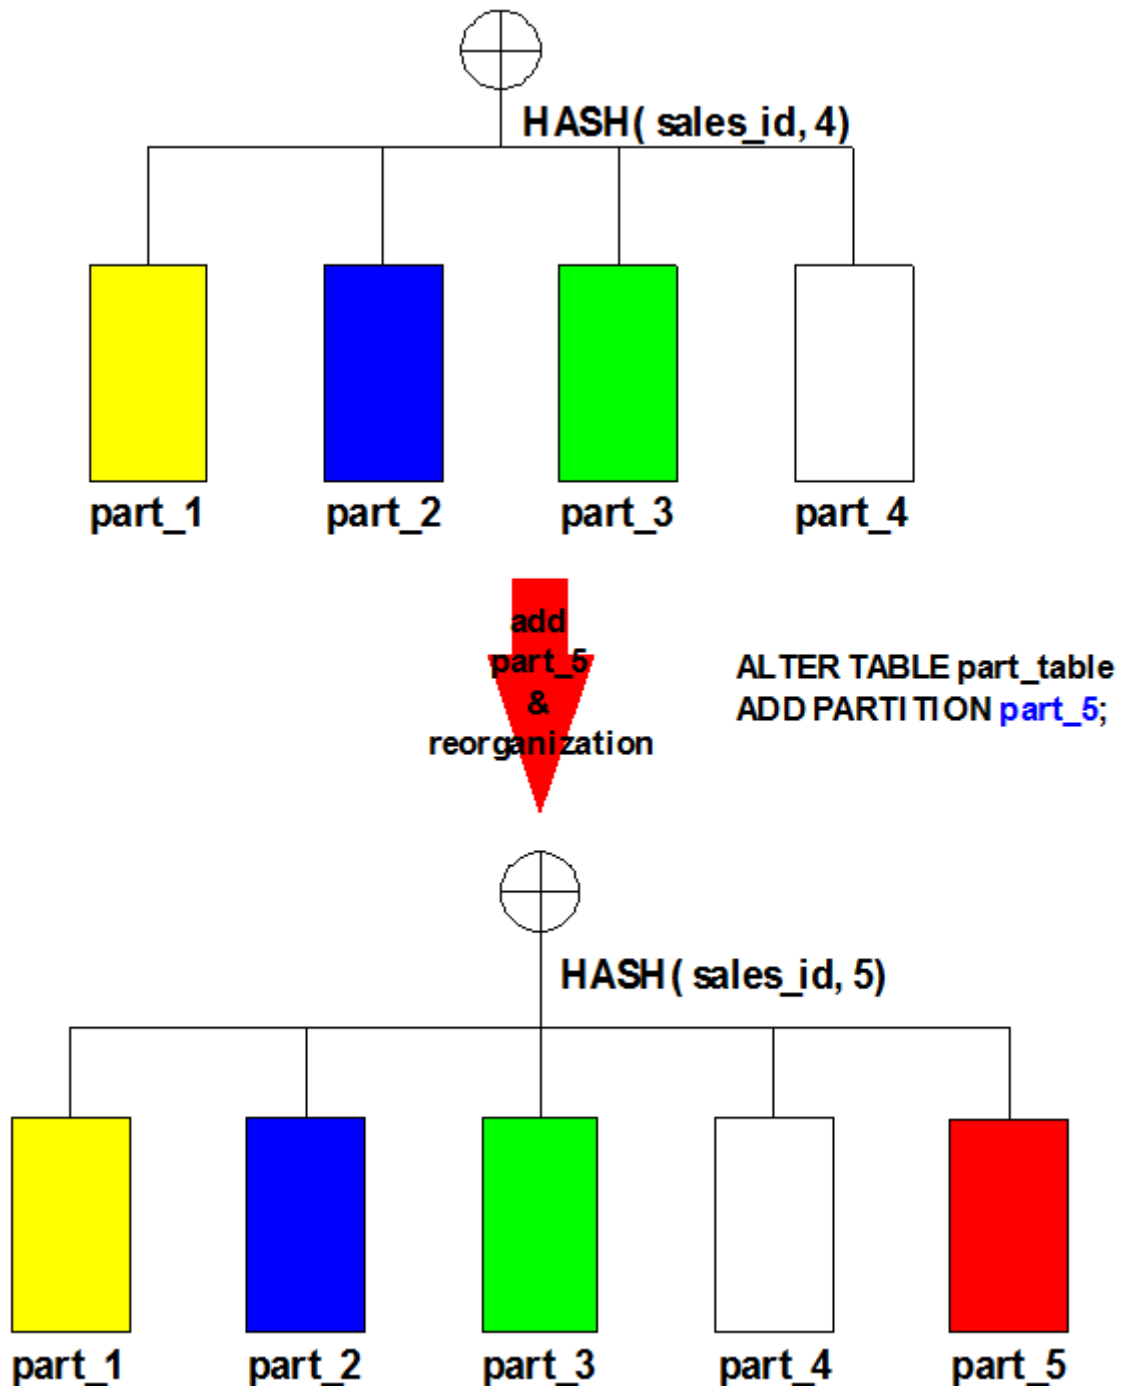 HASH( sales_id, 4)
part_1 part_2 part_3 part_4
add
part_5
&
reorganization
ALTER TABLE part_table
ADD PARTITION part_5;
HASH( sales_id, 5)
part_1 part_2 part_3 part_4 part_5